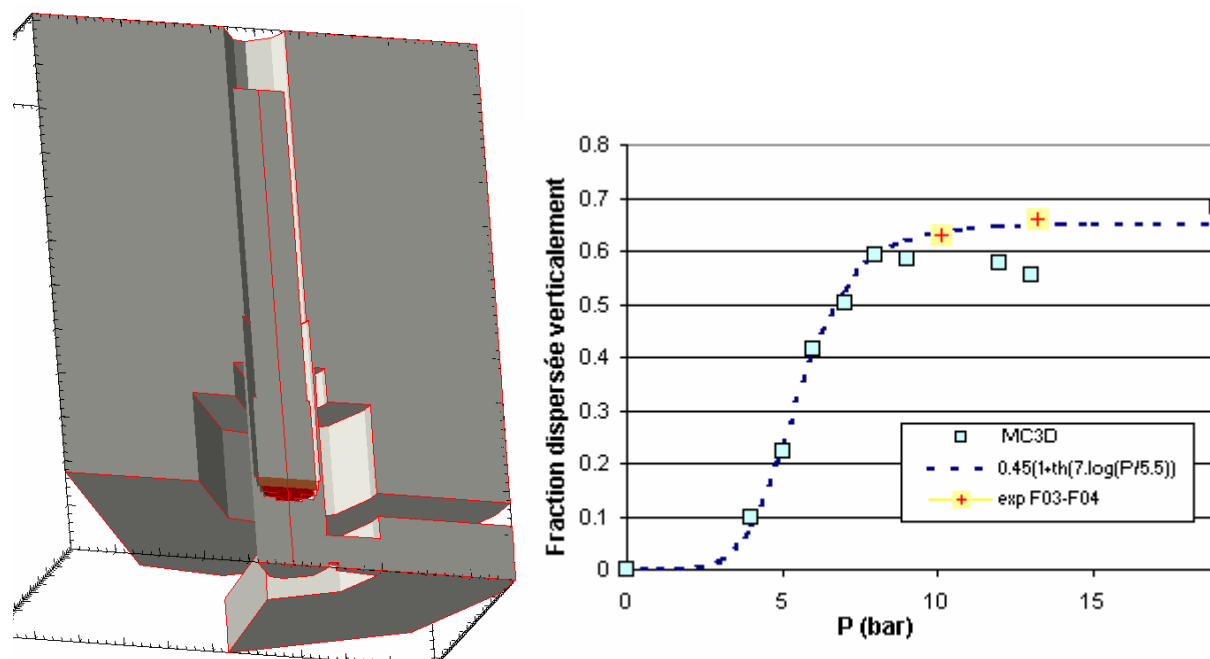 0.8
0.7
0.6
0.5
0.4
0.3
0.2
0.1
0
Fraction dispersée verticalement
MC3D
0.45(1+th(7.log(P/5.5))
exp F03-F04
0 5 10 15
P (bar)